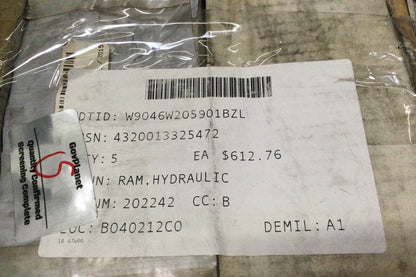 DTID: W9046W205901BZL
SN: 4320013325472
TY: 5 EA $612.76
N: RAM,HYDRAULIC
UM: 202242 CC: B
LOC: B040212C0 DEMIL: A1
GovPlanet
Quantity Confirmed
Screening Complete
5